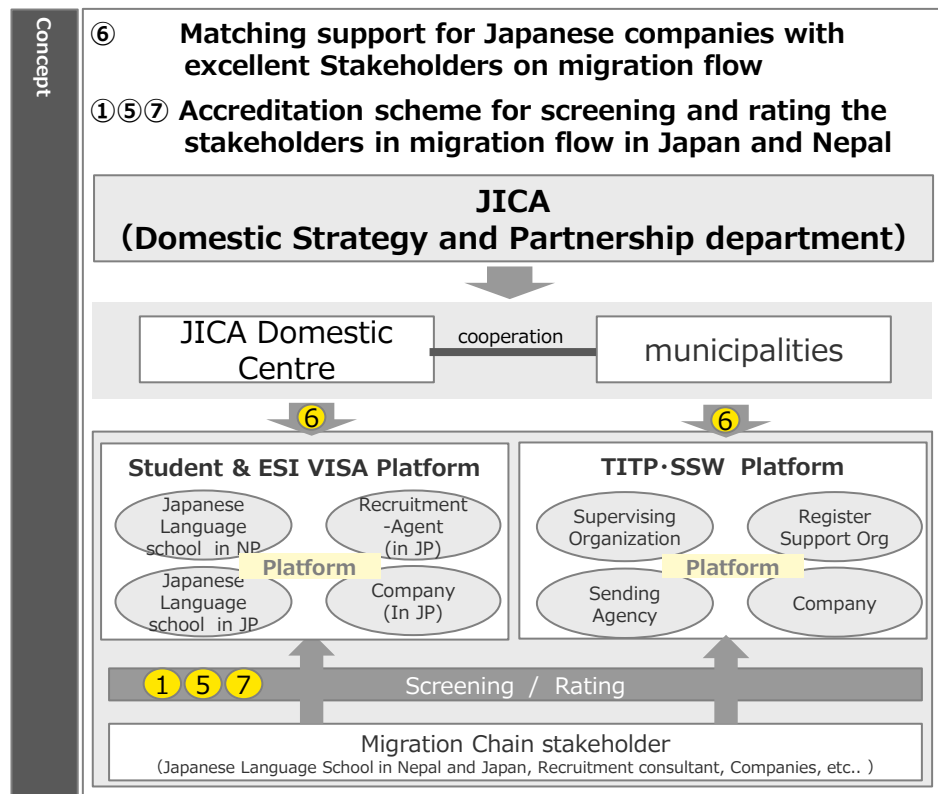 Concept
⑥ Matching support for Japanese companies with
excellent Stakeholders on migration flow
①⑤⑦ Accreditation scheme for screening and rating the
stakeholders in migration flow in Japan and Nepal
JICA
（Domestic Strategy and Partnership department）
JICA Domestic
Centre
cooperation
municipalities
6
6
Student & ESI VISA Platform
Japanese
Language
school in NP
Recruitment
-Agent
(in JP)
Platform
Japanese
Language
school in JP
Company
(In JP)
TITP･SSW Platform
Supervising
Organization
Register
Support Org
Platform
Sending
Agency
Company
1 5 7
Screening / Rating
Migration Chain stakeholder
(Japanese Language School in Nepal and Japan, Recruitment consultant, Companies, etc.. )